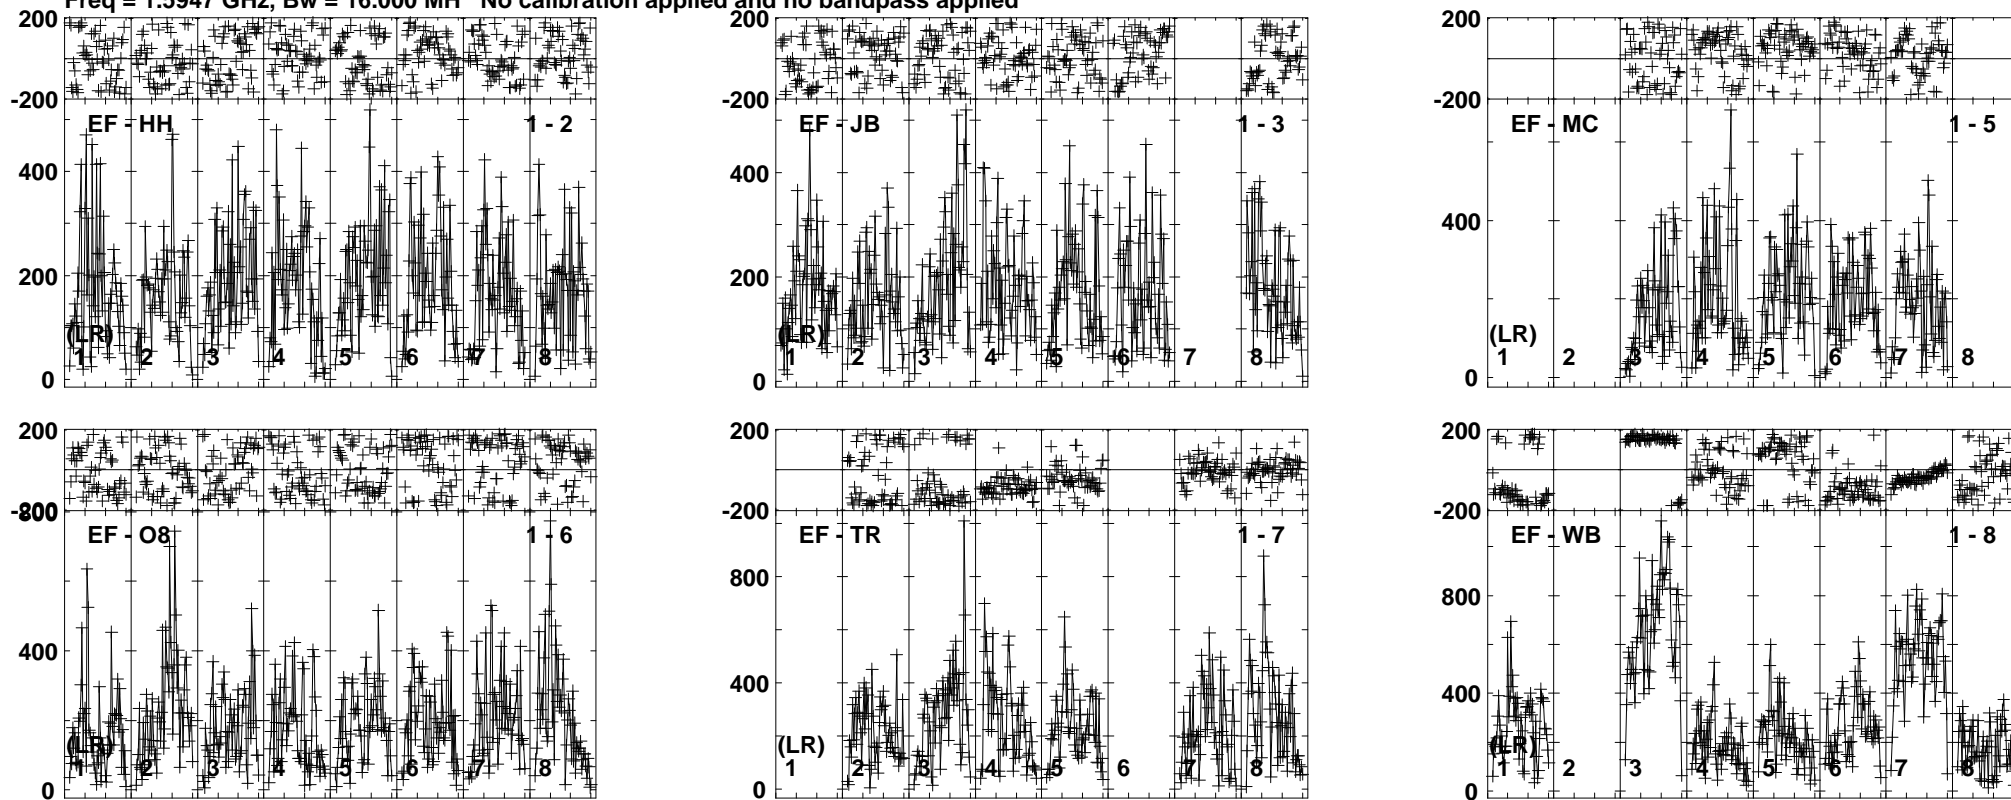 Freq = 1.5947 GHz, Bw = 16.000 MH No calibration applied and no bandpass applied
200
-200
EF - HH 1 - 2
400
200
(LR)
0
1 2 3 4 5 6 7 8
200
-200
EF - JB 1 - 3
400
200
(LR)
0
1 2 3 4 5 6 7 8
200
-200
EF - MC 1 - 5
400
(LR)
0
1 2 3 4 5 6 7 8
200
-200
800
EF - O8 1 - 6
400
(LR)
0
1 2 3 4 5 6 7 8
200
-200
EF - TR 1 - 7
800
400
(LR)
0
1 2 3 4 5 6 7 8
200
-200
EF - WB 1 - 8
800
400
(LR)
0
1 2 3 4 5 6 7 8